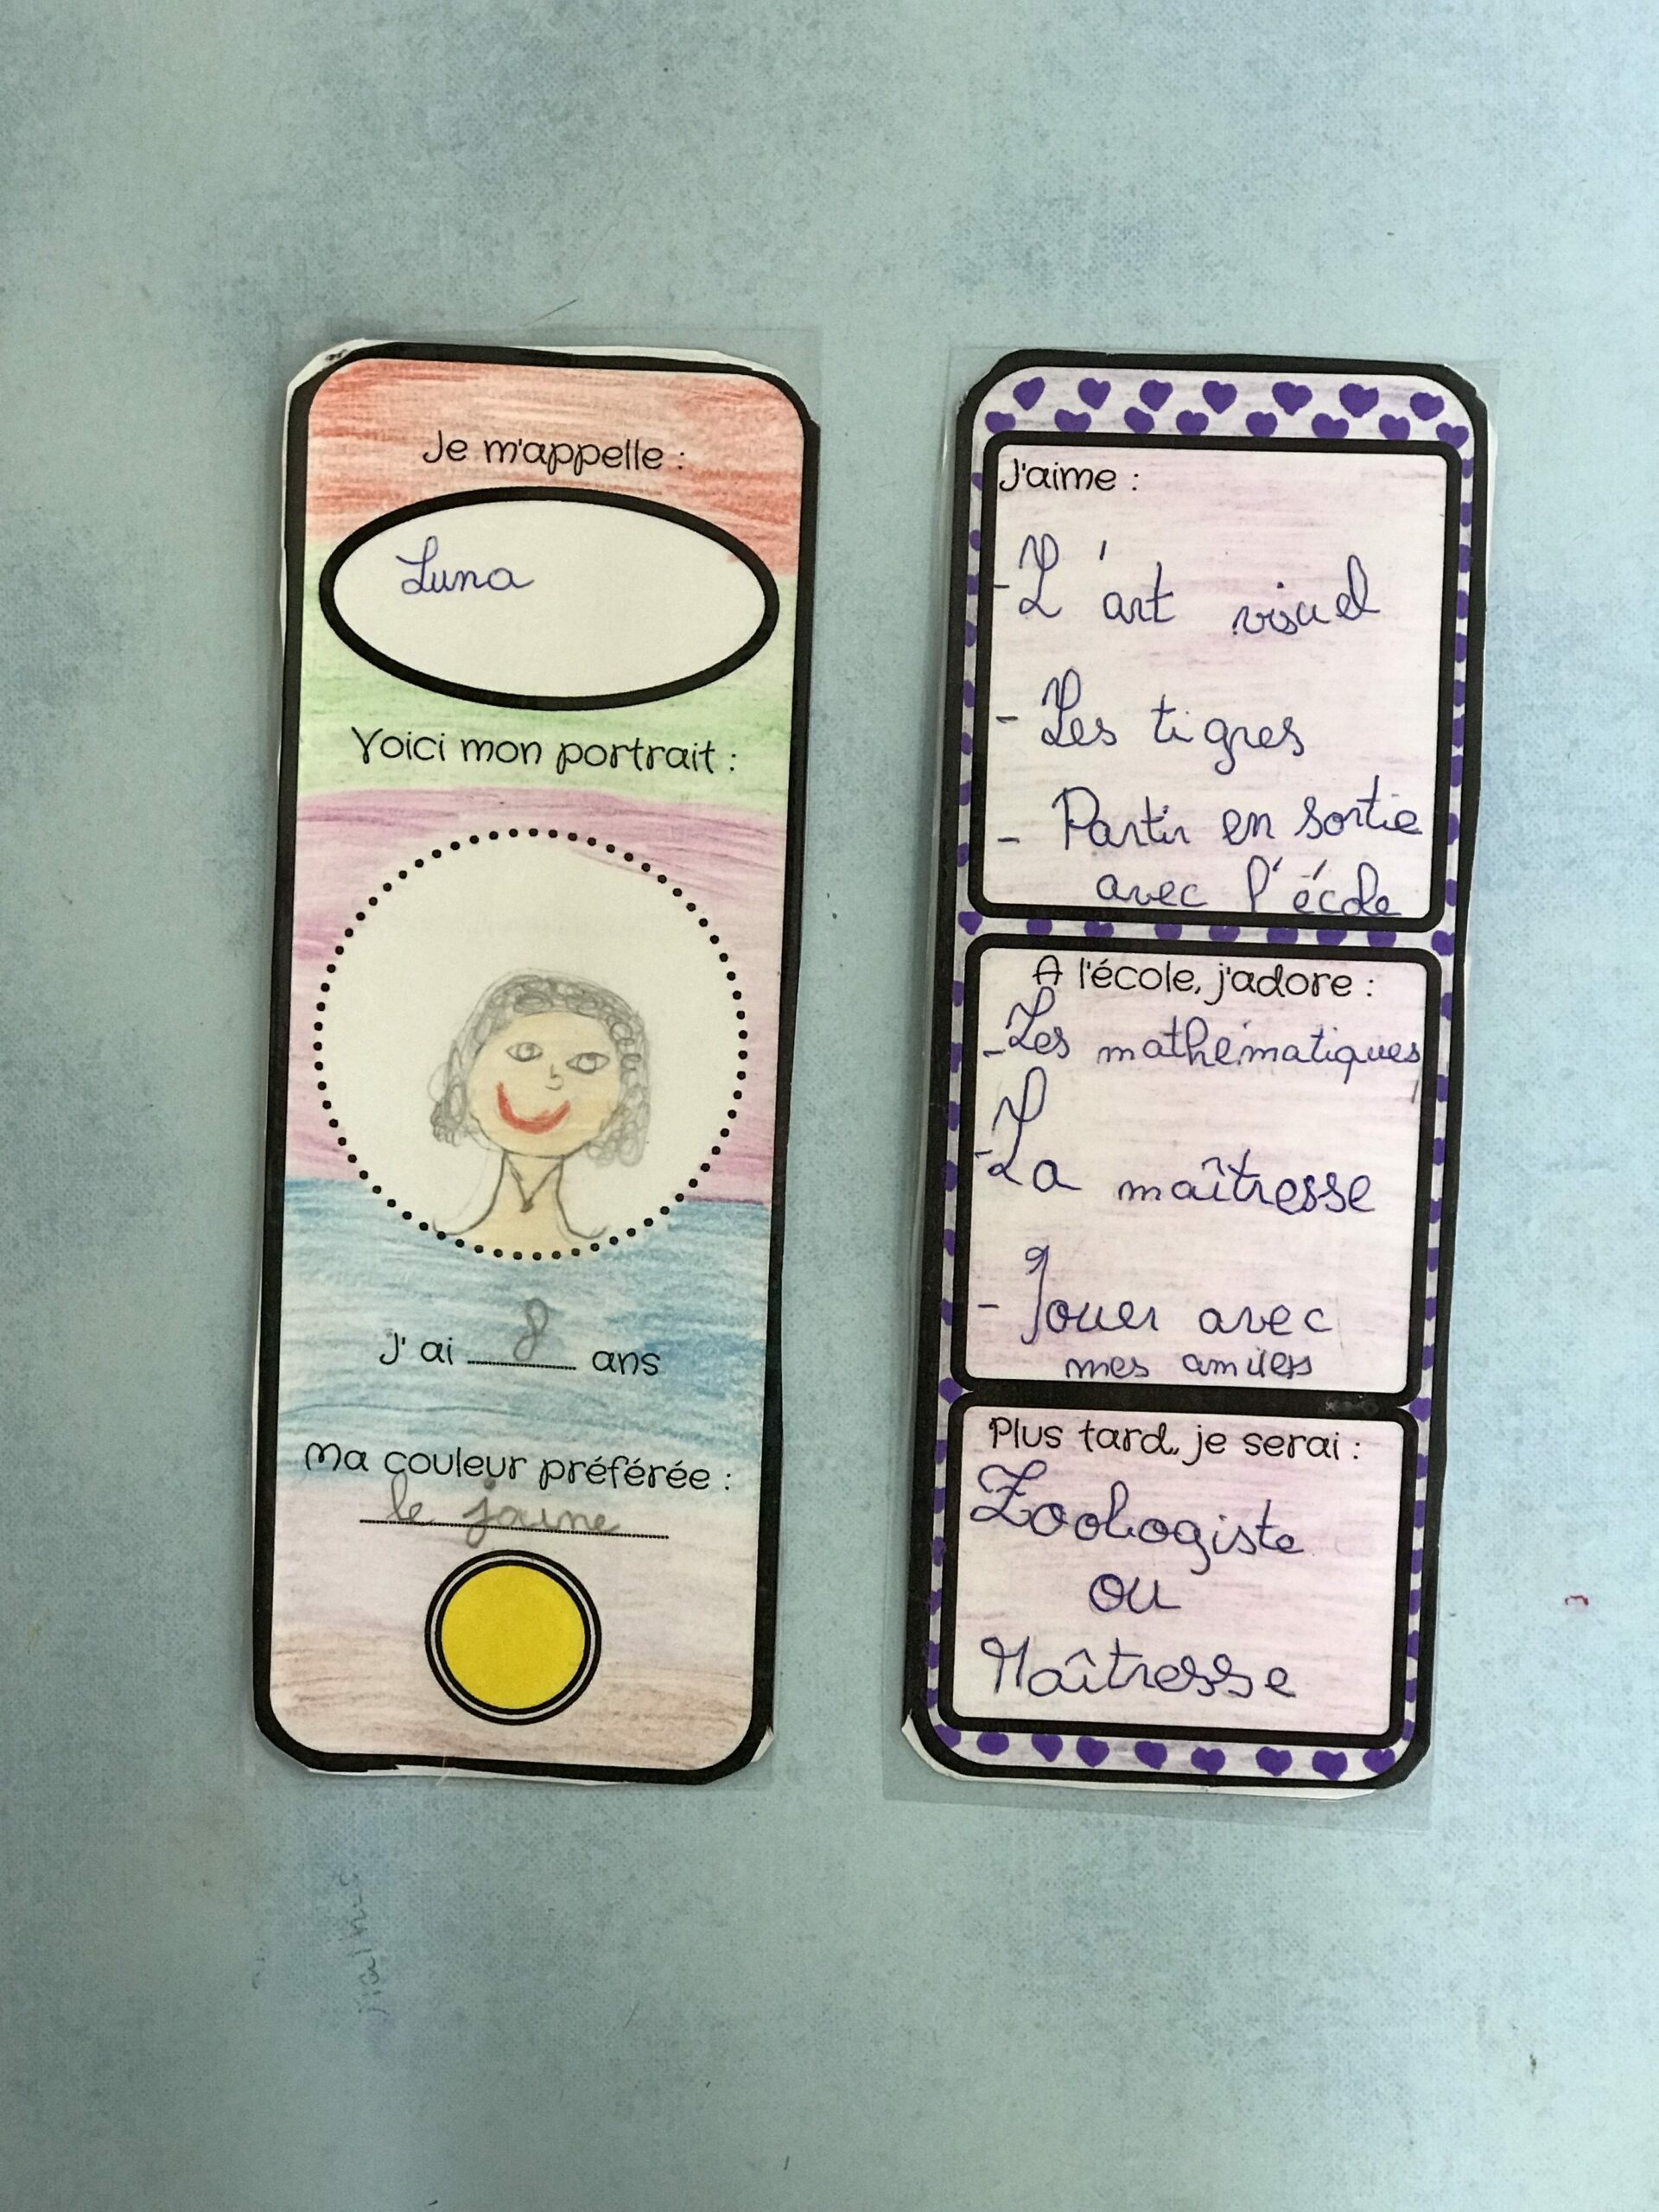 Je m'appelle :
Luna
Voici mon portrait :
J'ai 8 ans
Ma couleur préférée :
le jaune
J'aime :
- L'art visuel
- Les tigres
- Partir en sortie
avec l'école
A l'école, j'adore :
- Les mathématiques
- La maîtresse
- Jouer avec
mes
Plus tard, je serai :
Zoologiste
ou
Maîtresse